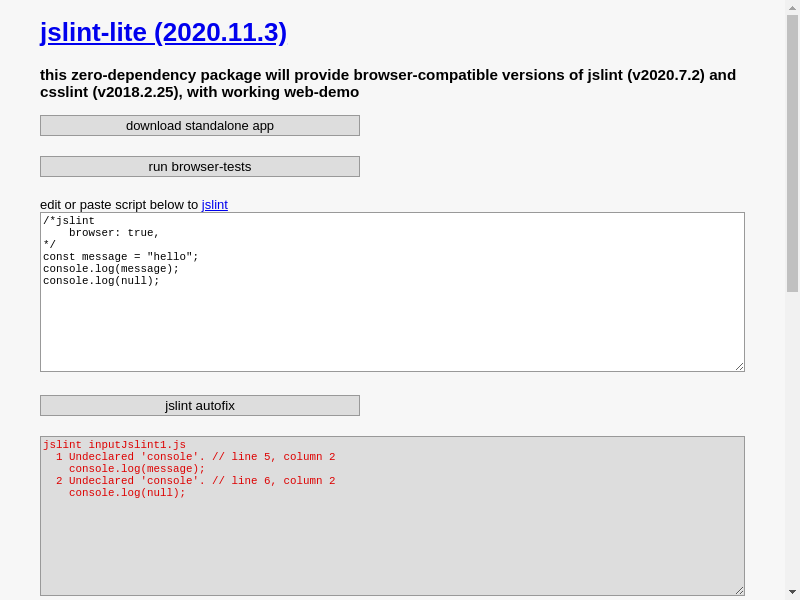 jslint-lite (2020.11.3)
this zero-dependency package will provide browser-compatible versions of jslint (v2020.7.2) and
csslint (v2018.2.25), with working web-demo
download standalone app
run browser-tests
edit or paste script below to jslint
/*jslint
    browser: true,
*/
const message = "hello";
console.log(message);
console.log(null);
jslint autofix
jslint inputJslint1.js
  1 Undeclared 'console'. // line 5, column 2
    console.log(message);
  2 Undeclared 'console'. // line 6, column 2
    console.log(null);